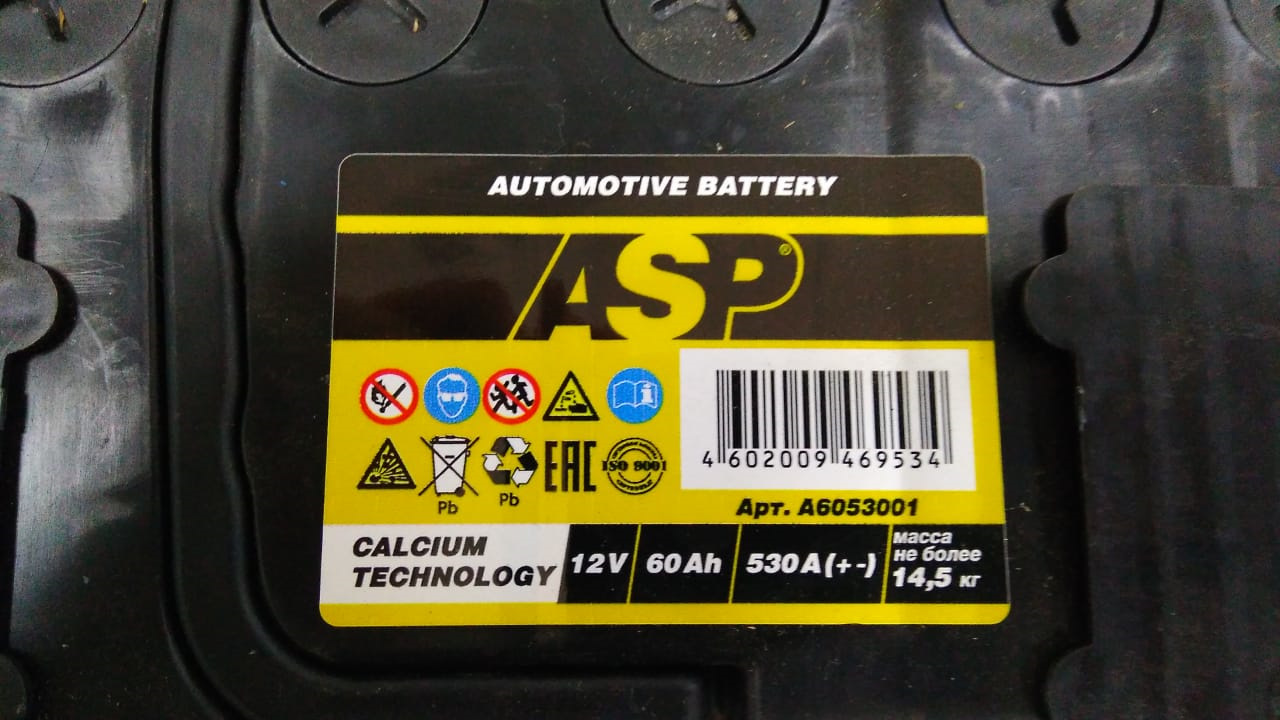 AUTOMOTIVE BATTERY
ASP®
Pb
Pb
EAC
ISO 9001
4 602009 469534
Арт. A6053001
CALCIUM
TECHNOLOGY
12V
60Ah
530A(+-)
масса
не более
14,5 кг